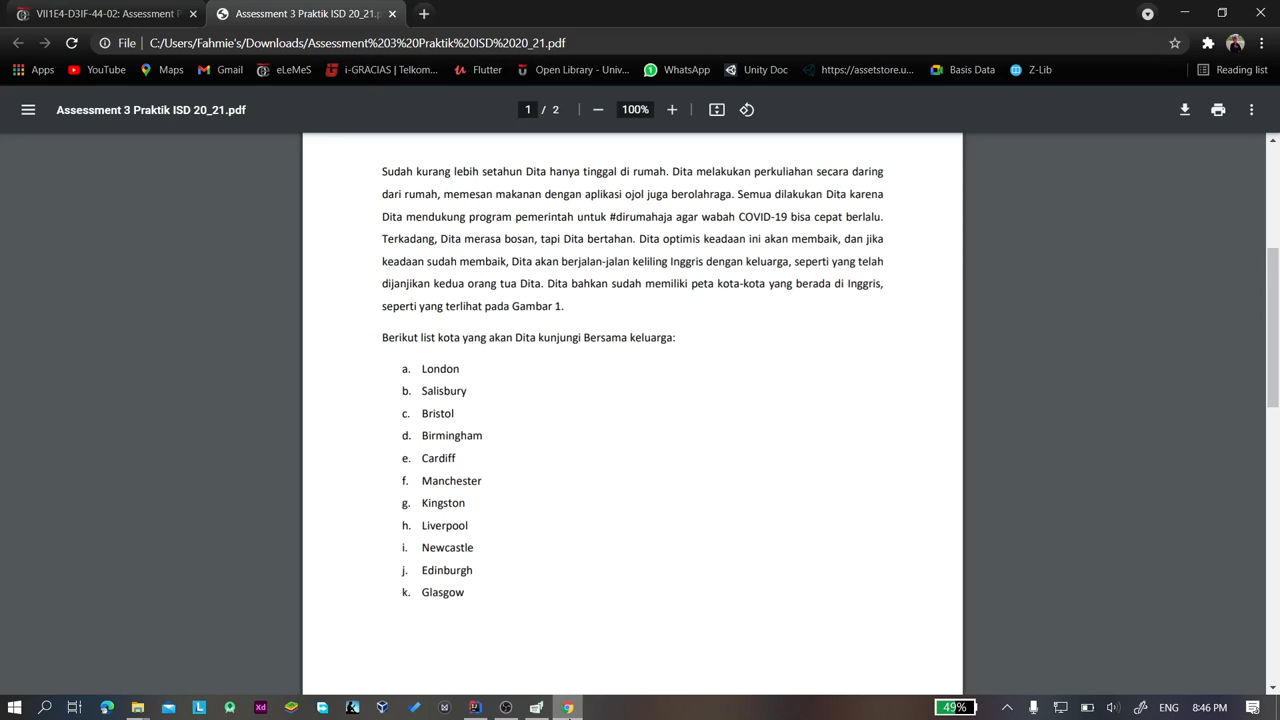 VII1E4-D3IF-44-02: Assessment P
Assessment 3 Praktik ISD 20_21.p
File
C:/Users/Fahmie's/Downloads/Assessment%203%20Praktik%20ISD%2020_21.pdf
Apps
YouTube
Maps
Gmail
eLeMeS
i-GRACIAS | Telkom...
Flutter
Open Library - Univ...
WhatsApp
Unity Doc
https://assetstore.u...
Basis Data
Z-Lib
Reading list
Assessment 3 Praktik ISD 20_21.pdf
1 / 2
100%
Sudah kurang lebih setahun Dita hanya tinggal di rumah. Dita melakukan perkuliahan secara daring
dari rumah, memesan makanan dengan aplikasi ojol juga berolahraga. Semua dilakukan Dita karena
Dita mendukung program pemerintah untuk #dirumahaja agar wabah COVID-19 bisa cepat berlalu.
Terkadang, Dita merasa bosan, tapi Dita bertahan. Dita optimis keadaan ini akan membaik, dan jika
keadaan sudah membaik, Dita akan berjalan-jalan keliling Inggris dengan keluarga, seperti yang telah
dijanjikan kedua orang tua Dita. Dita bahkan sudah memiliki peta kota-kota yang berada di Inggris,
seperti yang terlihat pada Gambar 1.
Berikut list kota yang akan Dita kunjungi Bersama keluarga:
a. London
b. Salisbury
c. Bristol
d. Birmingham
e. Cardiff
f. Manchester
g. Kingston
h. Liverpool
i. Newcastle
j. Edinburgh
k. Glasgow
49%
ENG
8:46 PM